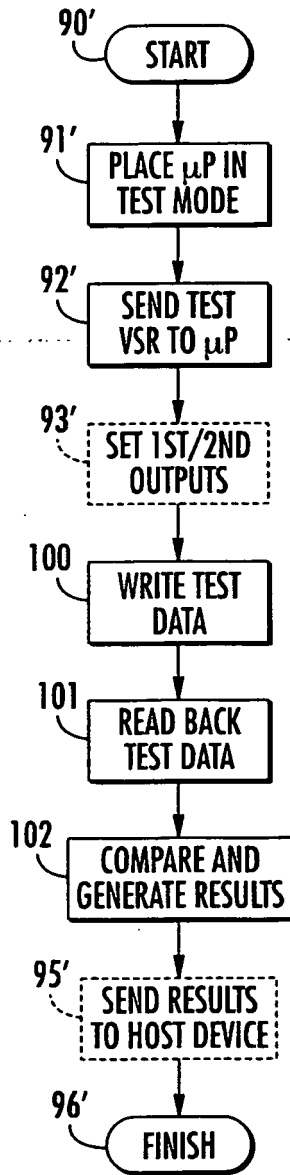 90'
START
91'
PLACE μP IN
TEST MODE
92'
SEND TEST
VSR TO μP
93'
SET 1ST/2ND
OUTPUTS
100
WRITE TEST
DATA
101
READ BACK
TEST DATA
102
COMPARE AND
GENERATE RESULTS
95'
SEND RESULTS
TO HOST DEVICE
96'
FINISH